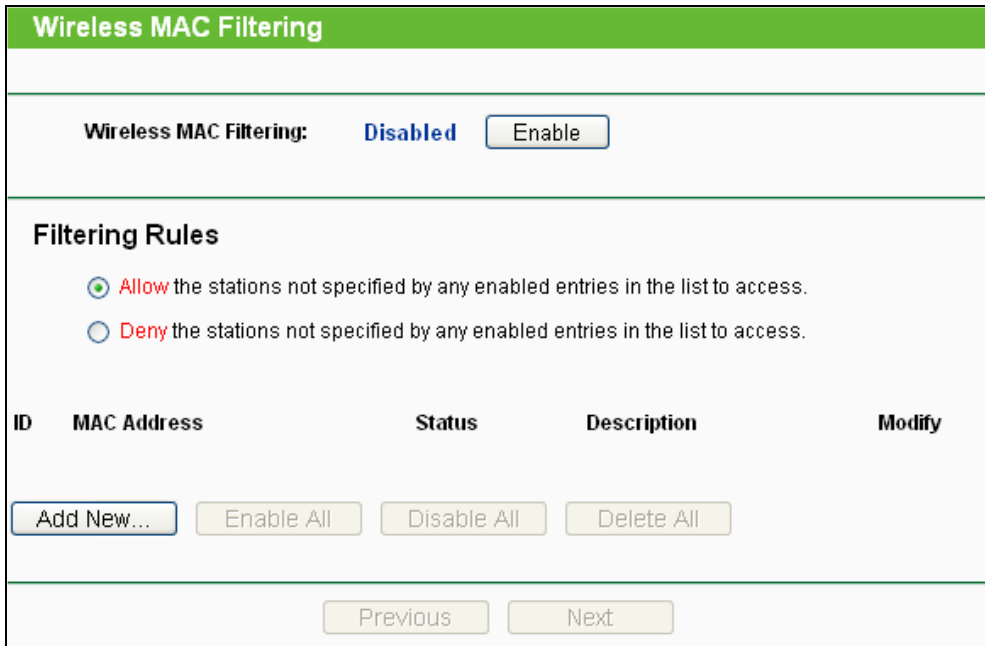 Wireless MAC Filtering
Wireless MAC Filtering: Disabled Enable
Filtering Rules
Allow the stations not specified by any enabled entries in the list to access.
Deny the stations not specified by any enabled entries in the list to access.
ID MAC Address Status Description Modify
Add New... Enable All Disable All Delete All
Previous Next